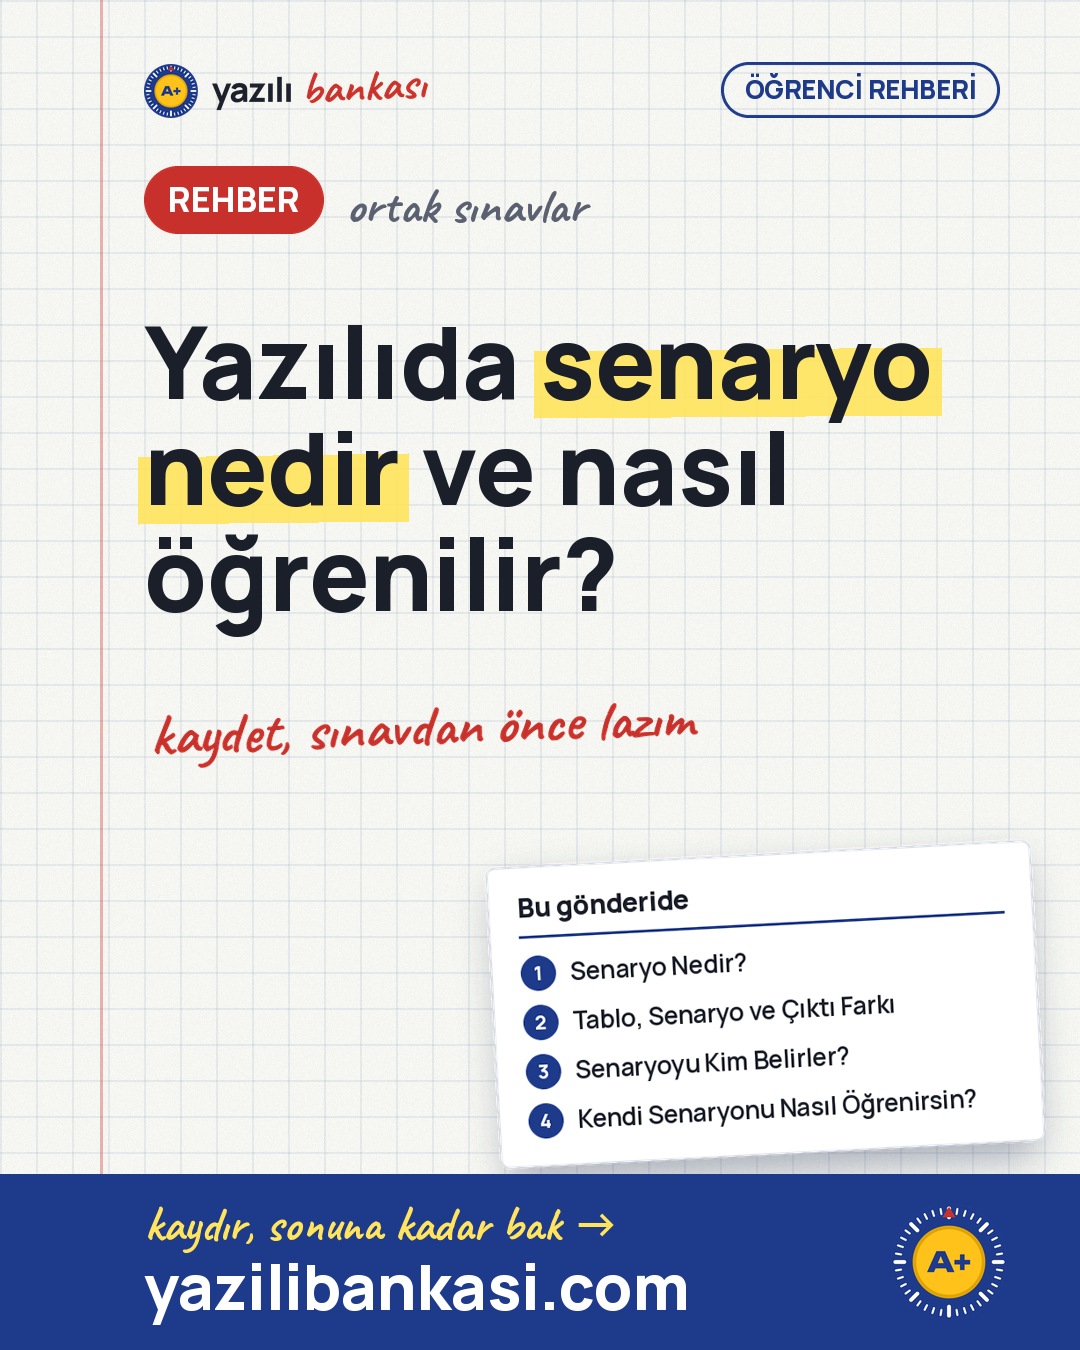 A+ yazılı bankası
ÖĞRENCİ REHBERİ
REHBER ortak sınavlar
Yazılıda senaryo
nedir ve nasıl
öğrenilir?
kaydet, sınavdan önce lazım
Bu gönderide
1 Senaryo Nedir?
2 Tablo, Senaryo ve Çıktı Farkı
3 Senaryoyu Kim Belirler?
4 Kendi Senaryonu Nasıl Öğrenirsin?
kaydır, sonuna kadar bak →
yazilibankasi.com
A+